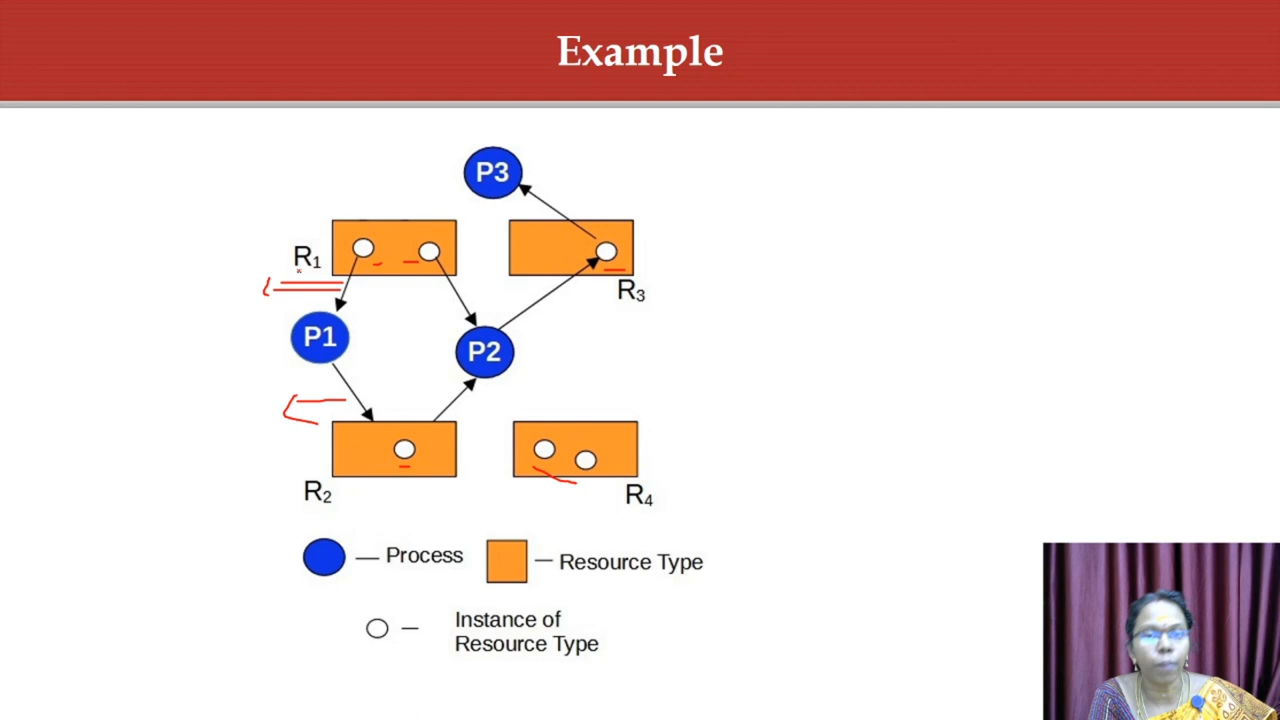 Example
P3
R1
R3
P1
P2
R2
R4
— Process
— Resource Type
— Instance of
Resource Type